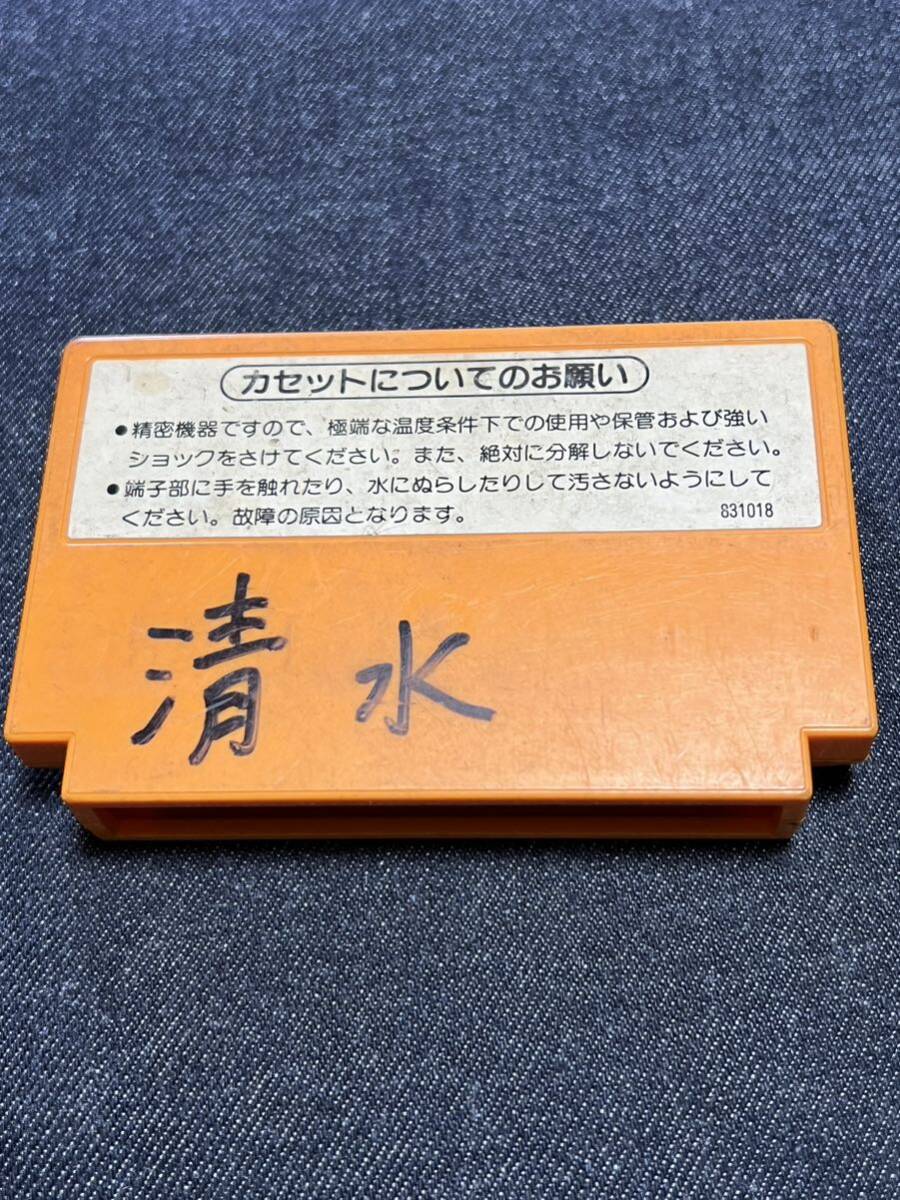 カセットについてのお願い
●精密機器ですので、極端な温度条件下での使用や保管および強い
ショックをさけてください。また、絶対に分解しないでください。
●端子部に手を触れたり、水にぬらしたりして汚さないようにして
ください。故障の原因となります。 831018
清水